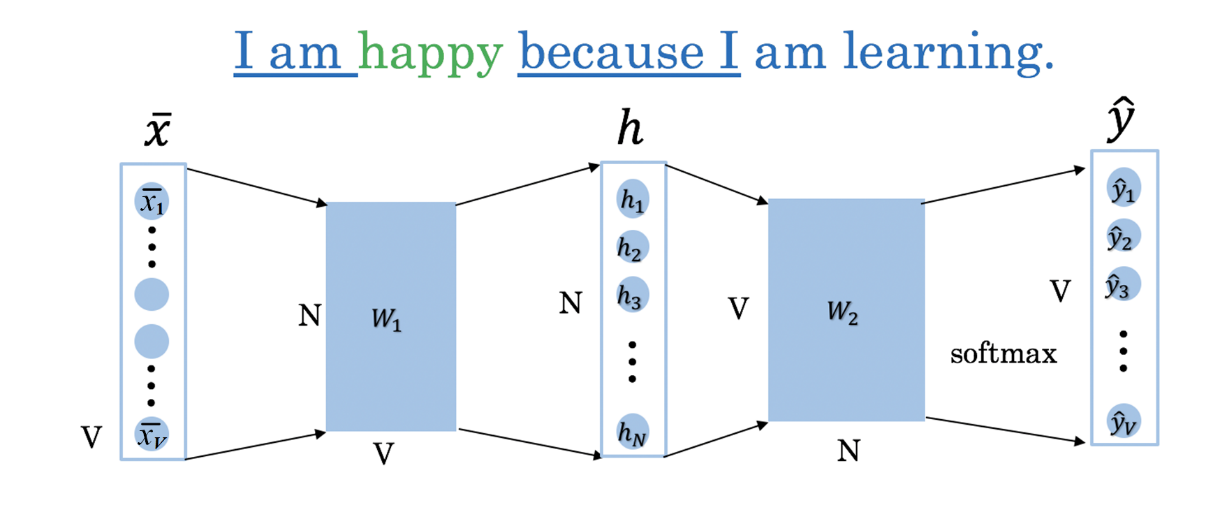 I am happy because I am learning.
x̄ h ŷ
x̄₁ h₁ ŷ₁
h₂ ŷ₂
N W₁ N h₃ V W₂ V ŷ₃
softmax
V x̄ᵥ V hN N ŷᵥ